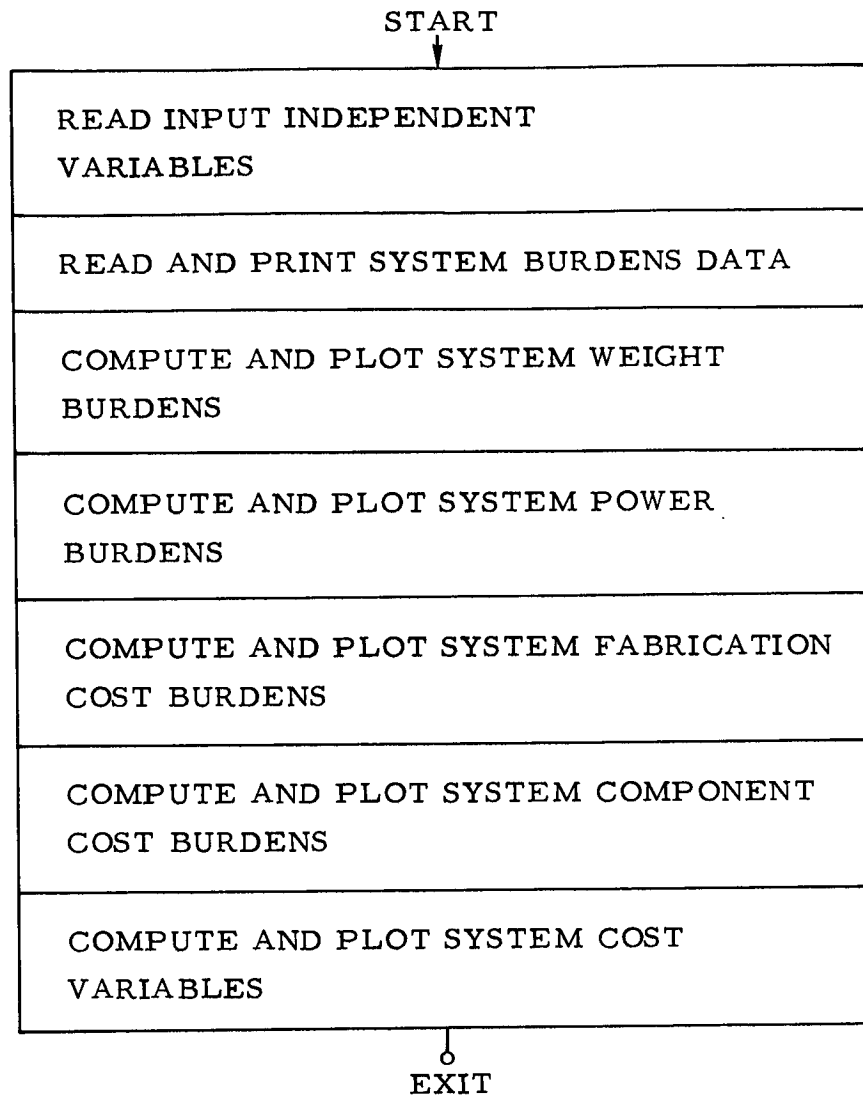 START
READ INPUT INDEPENDENT
VARIABLES
READ AND PRINT SYSTEM BURDENS DATA
COMPUTE AND PLOT SYSTEM WEIGHT
BURDENS
COMPUTE AND PLOT SYSTEM POWER
BURDENS
COMPUTE AND PLOT SYSTEM FABRICATION
COST BURDENS
COMPUTE AND PLOT SYSTEM COMPONENT
COST BURDENS
COMPUTE AND PLOT SYSTEM COST
VARIABLES
EXIT